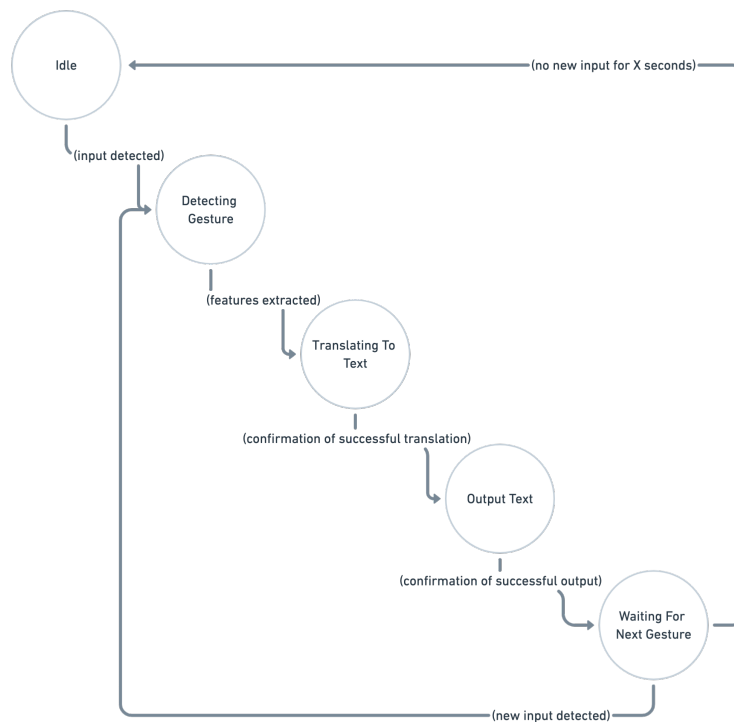 Idle
(no new input for X seconds)
(input detected)
Detecting
Gesture
(features extracted)
Translating To
Text
(confirmation of successful translation)
Output Text
(confirmation of successful output)
Waiting For
Next Gesture
(new input detected)